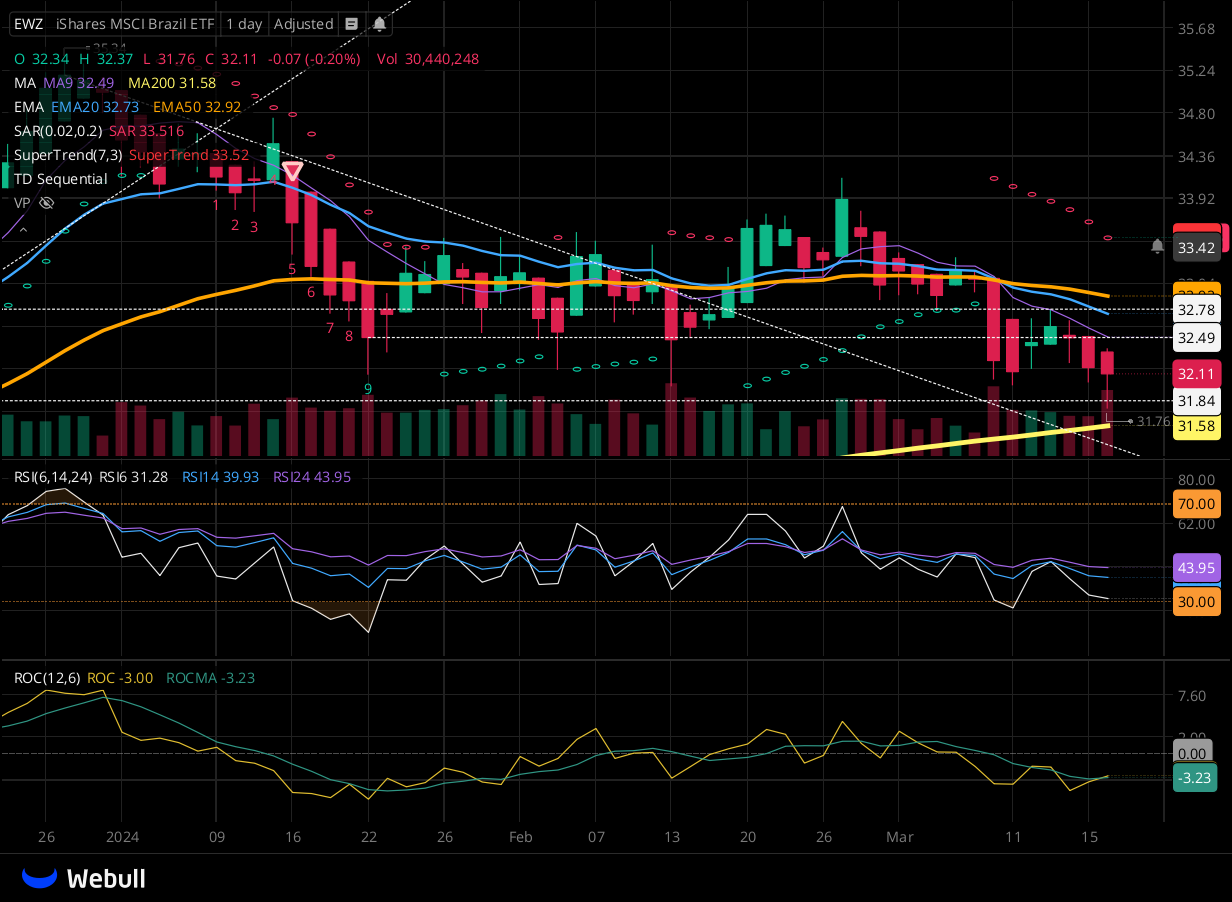 EWZ iShares MSCI Brazil ETF 1 day Adjusted
35.68
35.24
O 32.34 H 32.37 L 31.76 C 32.11 -0.07 (-0.20%) Vol 30,440,248
35.24
MA MA9 32.49 MA200 31.58
EMA EMA20 32.73 EMA50 32.92
34.80
SAR(0.02,0.2) SAR 33.516
SuperTrend(7,3) SuperTrend 33.52
34.36
TD Sequential
VP
33.92
1
2 3
33.42
5
6
32.78
7 8
32.49
32.11
9
31.84
31.76
31.58
RSI(6,14,24) RSI6 31.28 RSI14 39.93 RSI24 43.95
80.00
70.00
62.00
43.95
30.00
ROC(12,6) ROC -3.00 ROCMA -3.23
7.60
0.00
-3.23
26 2024 09 16 22 26 Feb 07 13 20 26 Mar 11 15
Webull